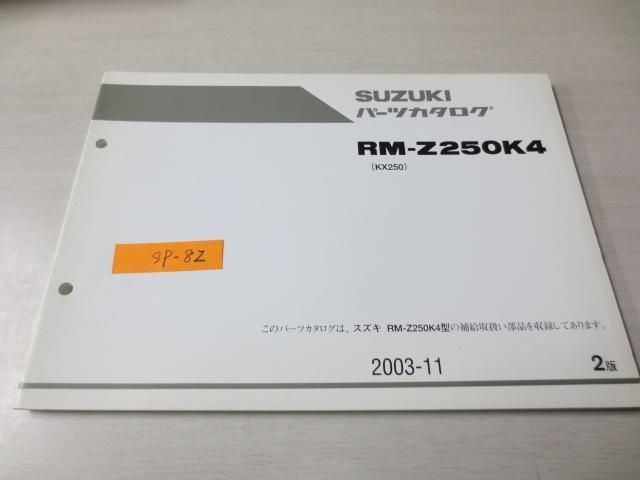 SUZUKI
パーツカタログ
RM-Z250K4
(KX250)
SP-8Z
このパーツカタログは、スズキ RM-Z250K4型の補給取扱い部品を収録してあります。
2003-11
2版